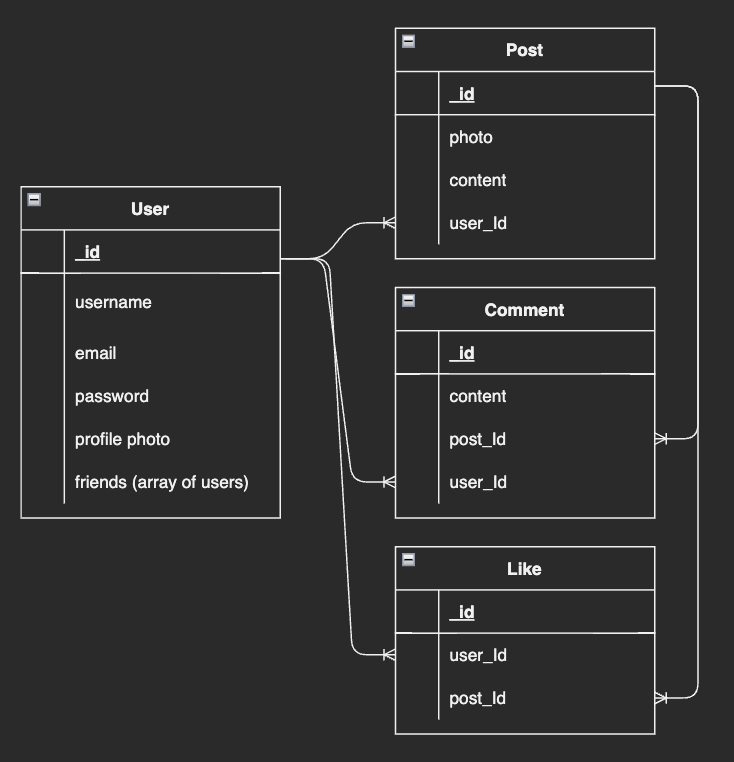 User
_id
username
email
password
profile photo
friends (array of users)
Post
_id
photo
content
user_Id
Comment
_id
content
post_Id
user_Id
Like
_id
user_Id
post_Id